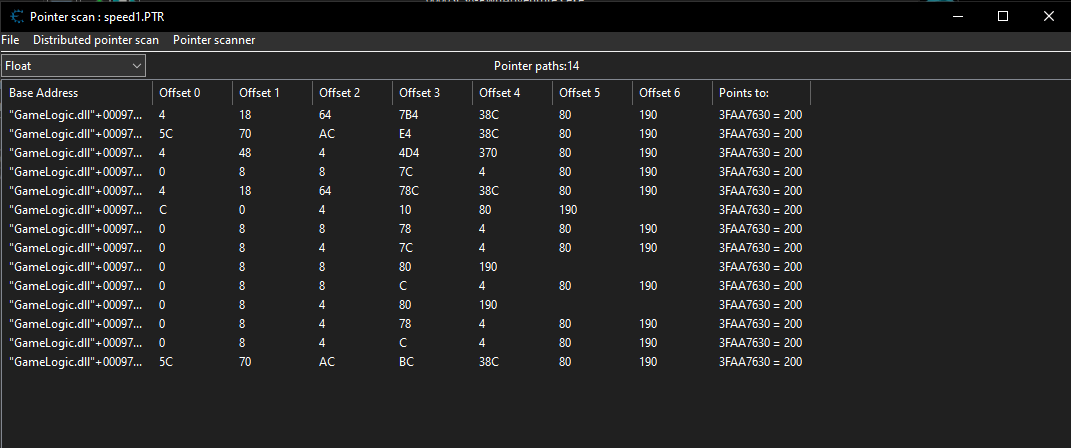 Pointer scan : speed1.PTR
File Distributed pointer scan Pointer scanner
Float Pointer paths:14
Base Address Offset 0 Offset 1 Offset 2 Offset 3 Offset 4 Offset 5 Offset 6 Points to:
"GameLogic.dll"+00097... 4 18 64 7B4 38C 80 190 3FAA7630 = 200
"GameLogic.dll"+00097... 5C 70 AC E4 38C 80 190 3FAA7630 = 200
"GameLogic.dll"+00097... 4 48 4 4D4 370 80 190 3FAA7630 = 200
"GameLogic.dll"+00097... 0 8 8 7C 4 80 190 3FAA7630 = 200
"GameLogic.dll"+00097... 4 18 64 78C 38C 80 190 3FAA7630 = 200
"GameLogic.dll"+00097... C 0 4 10 80 190 3FAA7630 = 200
"GameLogic.dll"+00097... 0 8 8 78 4 80 190 3FAA7630 = 200
"GameLogic.dll"+00097... 0 8 4 7C 4 80 190 3FAA7630 = 200
"GameLogic.dll"+00097... 0 8 8 80 190 3FAA7630 = 200
"GameLogic.dll"+00097... 0 8 8 C 4 80 190 3FAA7630 = 200
"GameLogic.dll"+00097... 0 8 4 80 190 3FAA7630 = 200
"GameLogic.dll"+00097... 0 8 4 78 4 80 190 3FAA7630 = 200
"GameLogic.dll"+00097... 0 8 4 C 4 80 190 3FAA7630 = 200
"GameLogic.dll"+00097... 5C 70 AC BC 38C 80 190 3FAA7630 = 200